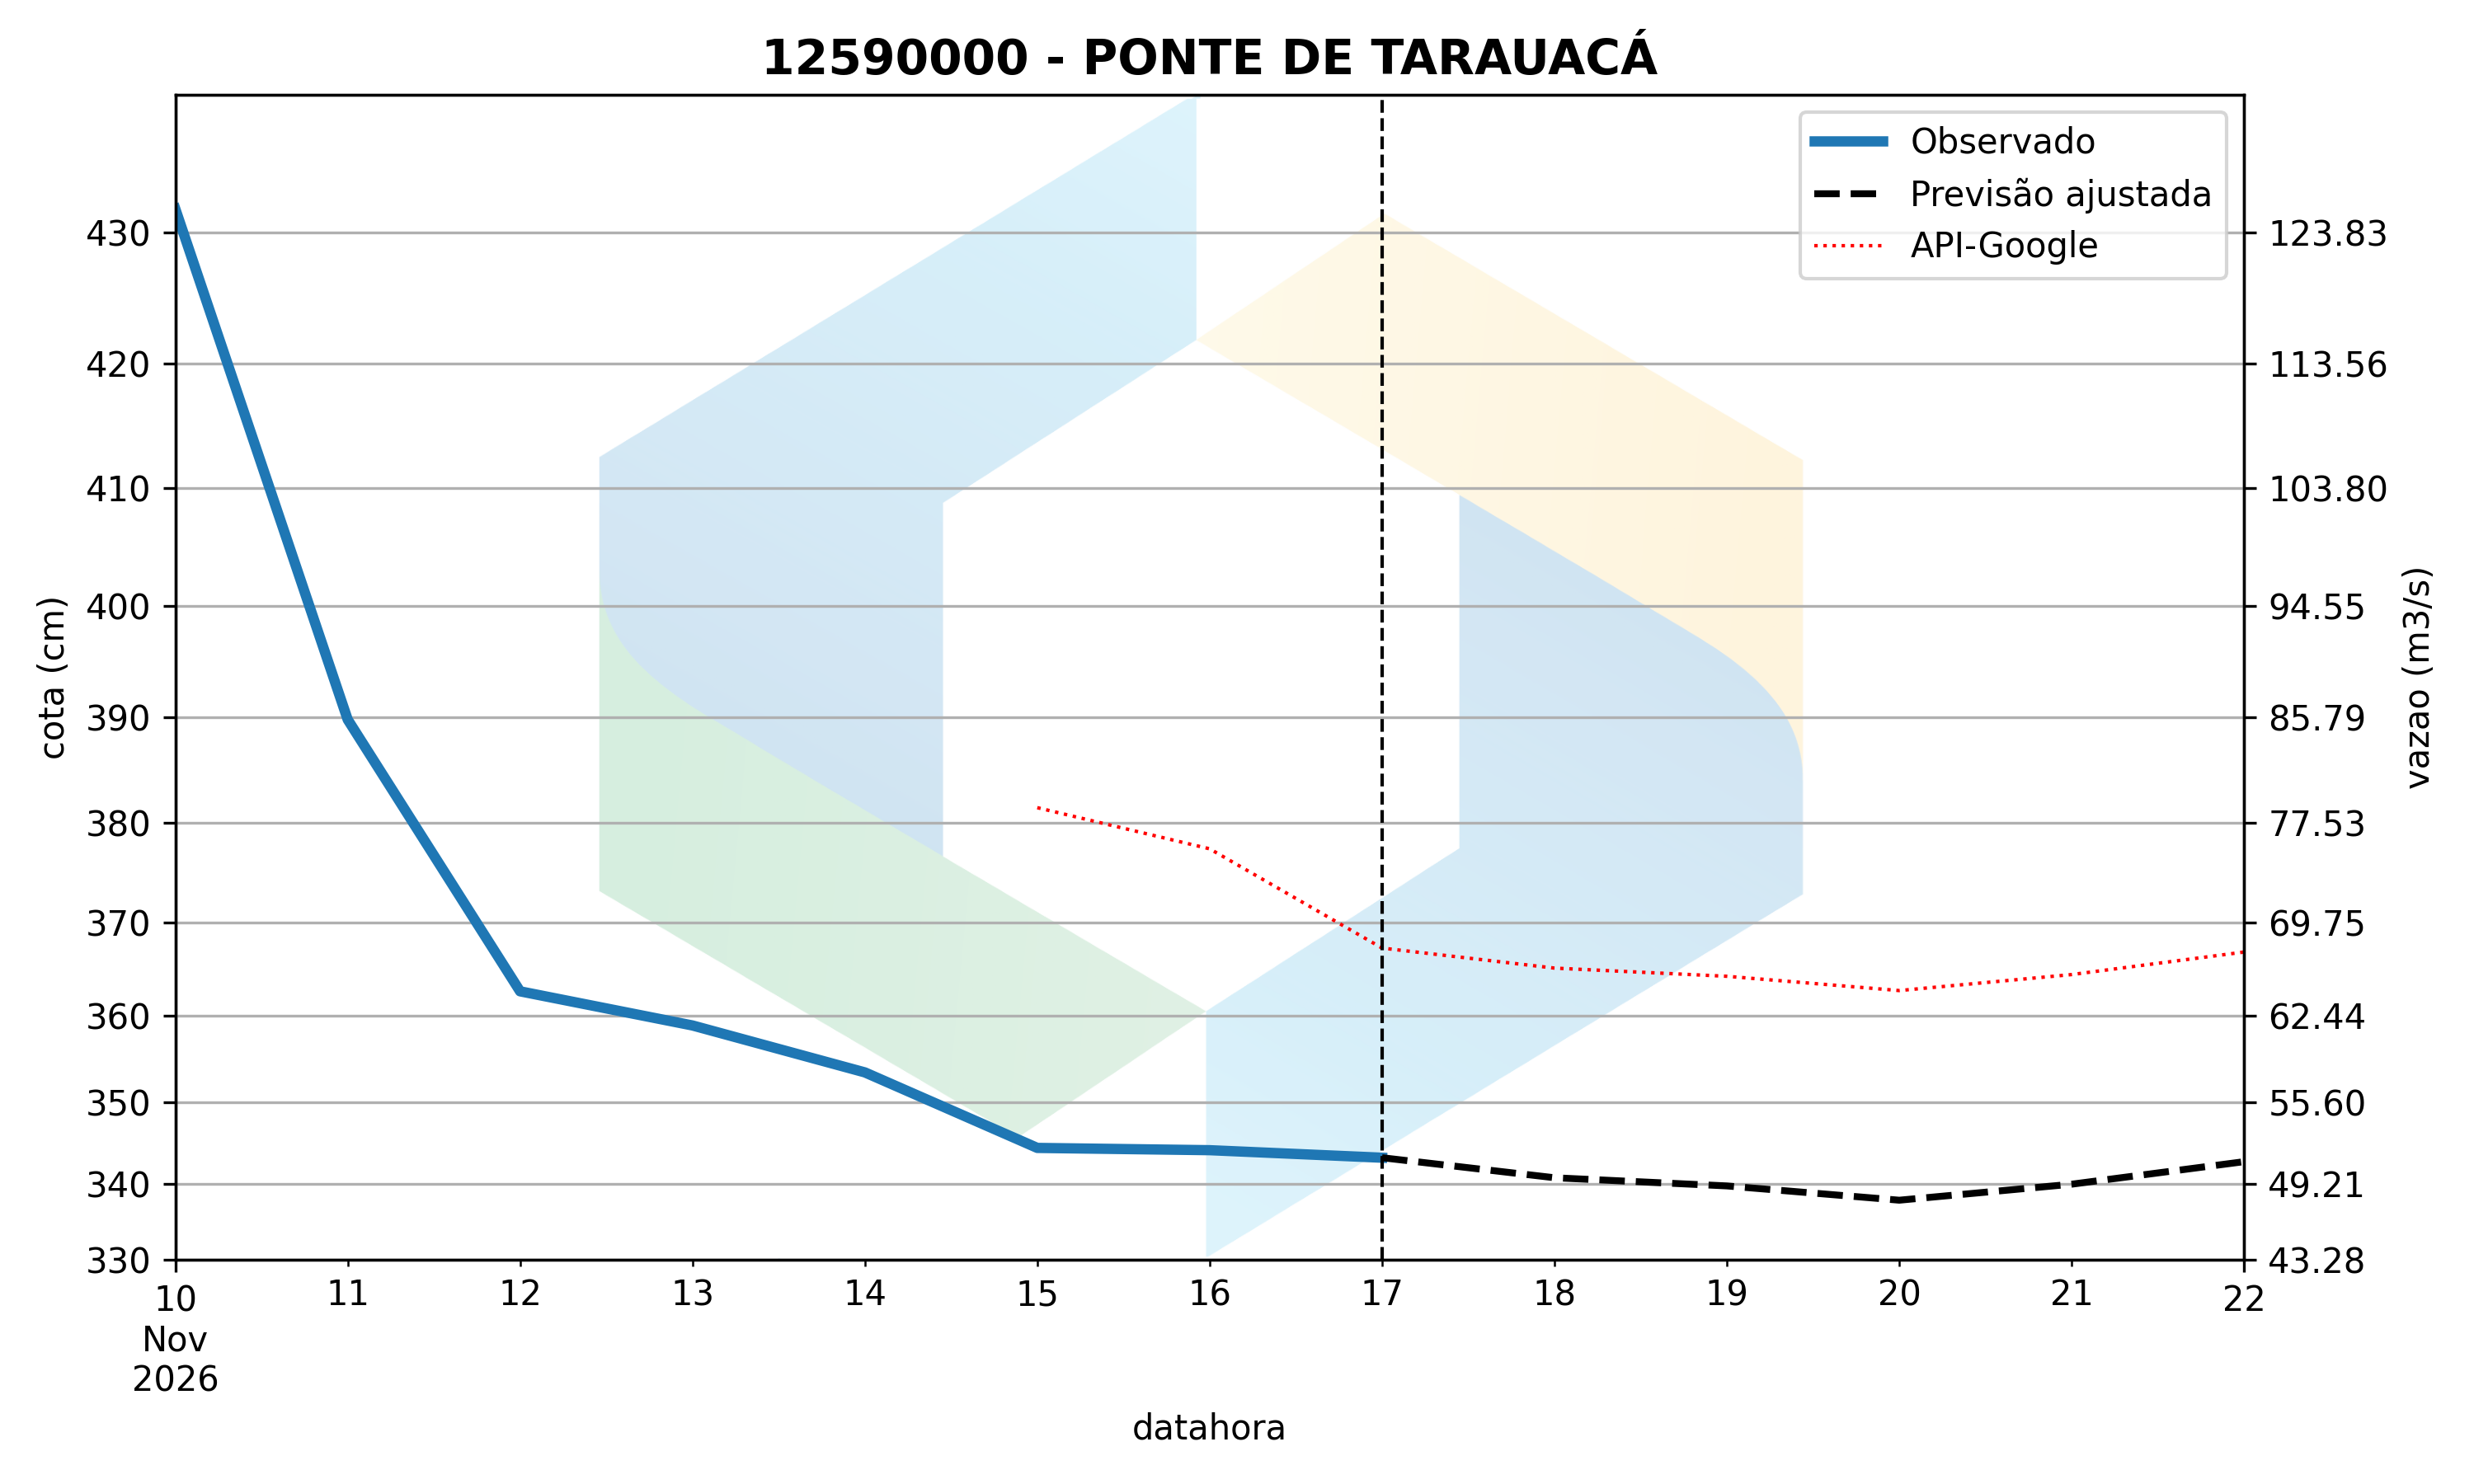 12590000 - PONTE DE TARAUACÁ
Observado
Previsão ajustada
API-Google
430
420
410
400
390
380
370
360
350
340
330
cota (cm)
123.83
113.56
103.80
94.55
85.79
77.53
69.75
62.44
55.60
49.21
43.28
vazao (m3/s)
10 11 12 13 14 15 16 17 18 19 20 21 22
Nov
2026
datahora